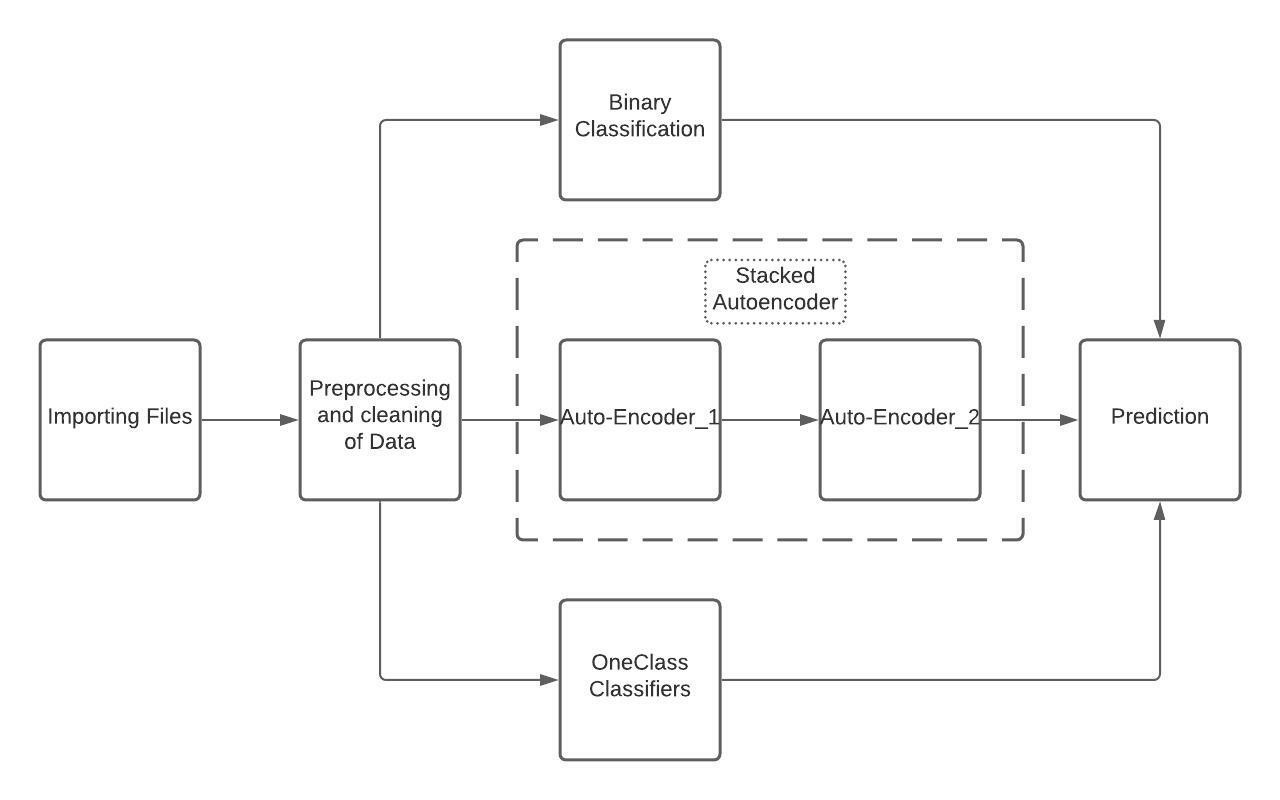 Binary
Classification
Stacked
Autoencoder
Importing Files
Preprocessing
and cleaning
of Data
Auto-Encoder_1
Auto-Encoder_2
Prediction
OneClass
Classifiers